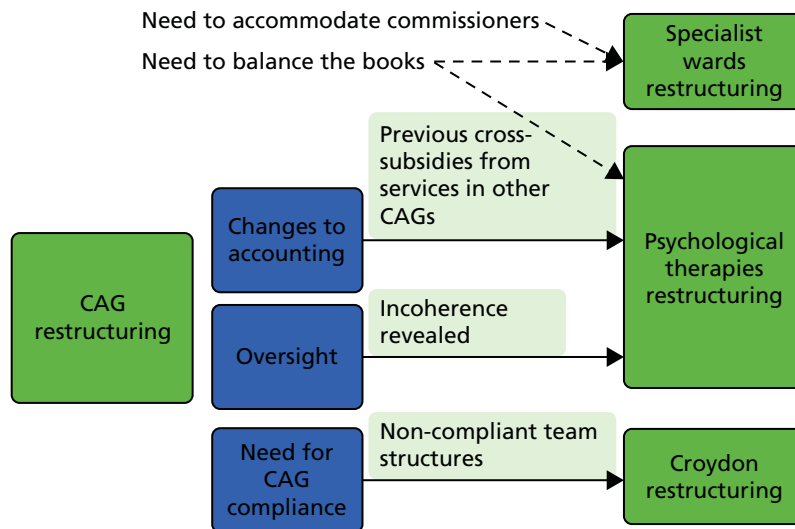 Need to accommodate commissioners
Need to balance the books
Specialist
wards
restructuring
Previous cross-
subsidies from
services in other
CAGs
Changes to
accounting
Psychological
therapies
restructuring
CAG
restructuring
Incoherence
revealed
Oversight
Non-compliant team
structures
Need for
CAG
compliance
Croydon
restructuring